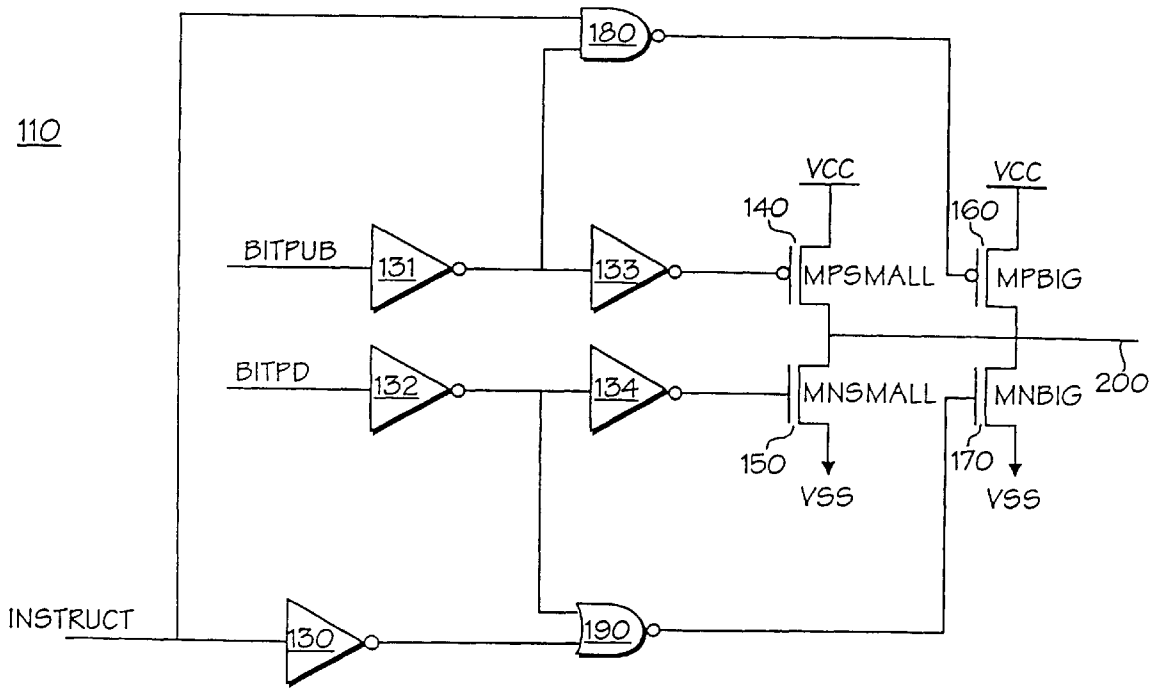 180
110
VCC
VCC
140
160
BITPUB
131
133
MPSMALL
MPBIG
BITPD
132
134
MNSMALL
MNBIG
200
150
170
VSS
VSS
INSTRUCT
130
190